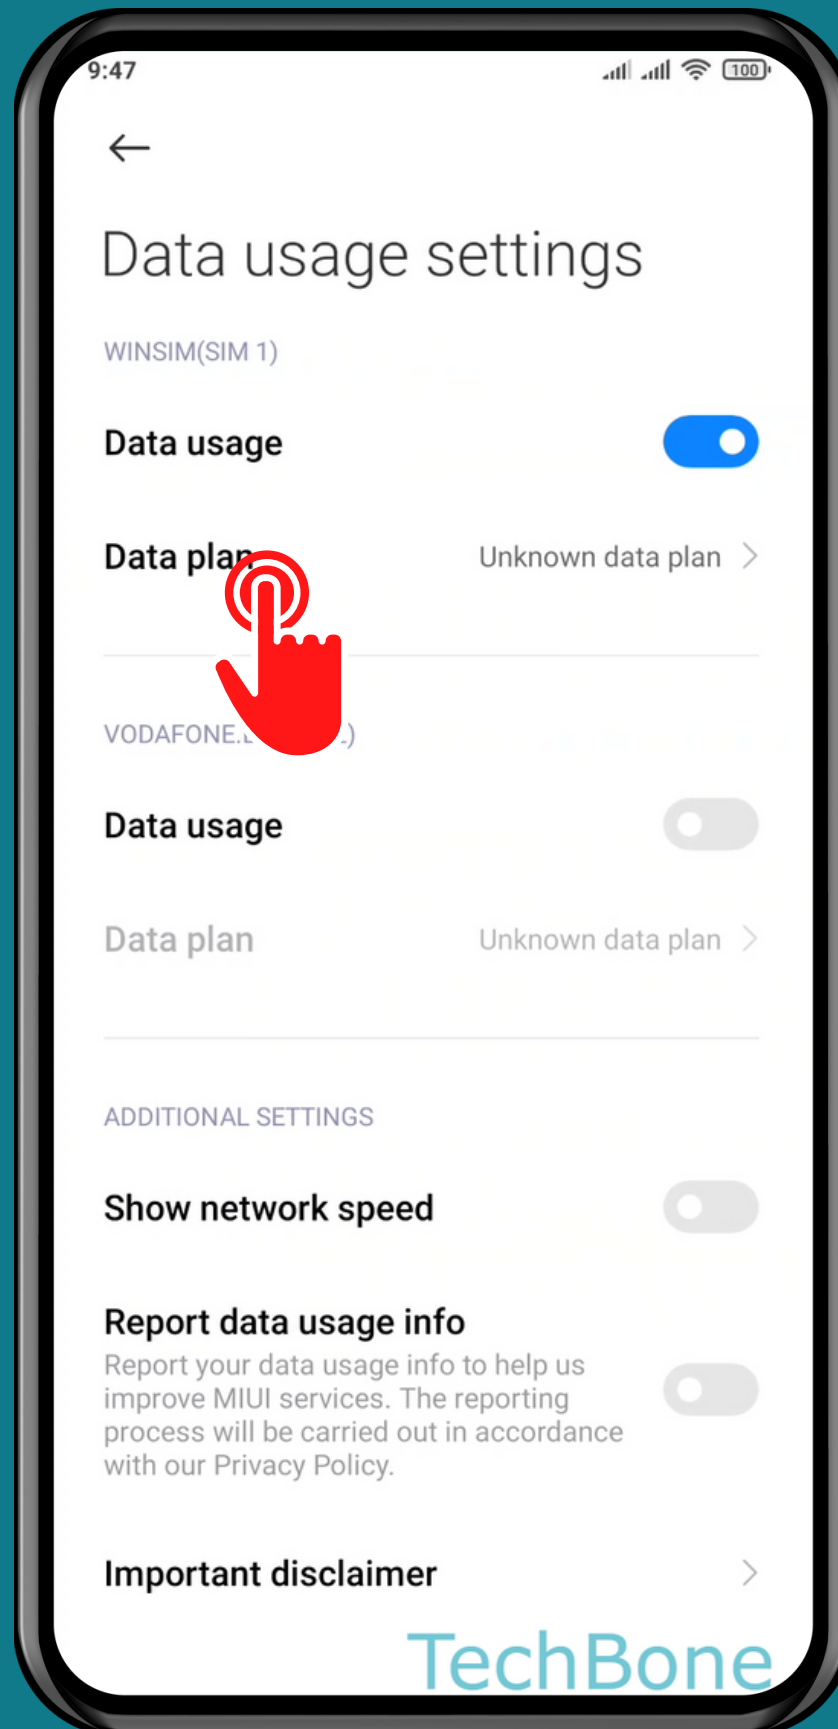 9:47
100
Data usage settings
WINSIM(SIM 1)
Data usage
Data plan
Unknown data plan
VODAFONE.
Data usage
Data plan
Unknown data plan
ADDITIONAL SETTINGS
Show network speed
Report data usage info
Report your data usage info to help us
improve MIUI services. The reporting
process will be carried out in accordance
with our Privacy Policy.
Important disclaimer
TechBone